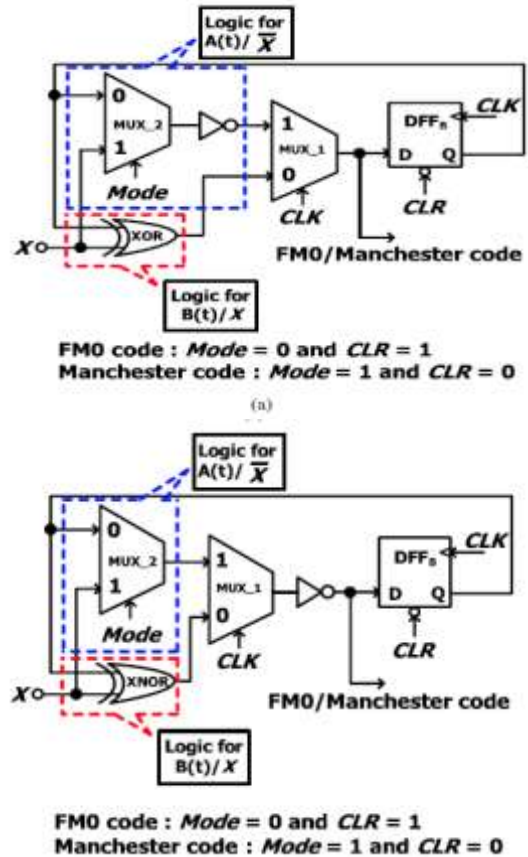 Logic for
A(t)/ X̅
0
MUX_2
1
Mode
1
MUX_1
0
CLK
DFF_B
CLK
D Q
CLR
X
XOR
FM0/Manchester code
Logic for
B(t)/X
FM0 code : Mode = 0 and CLR = 1
Manchester code : Mode = 1 and CLR = 0
(a)
Logic for
A(t)/ X̅
0
MUX_2
1
Mode
1
MUX_1
0
CLK
DFF_B
CLK
D Q
CLR
X
XNOR
FM0/Manchester code
Logic for
B(t)/X
FM0 code : Mode = 0 and CLR = 1
Manchester code : Mode = 1 and CLR = 0